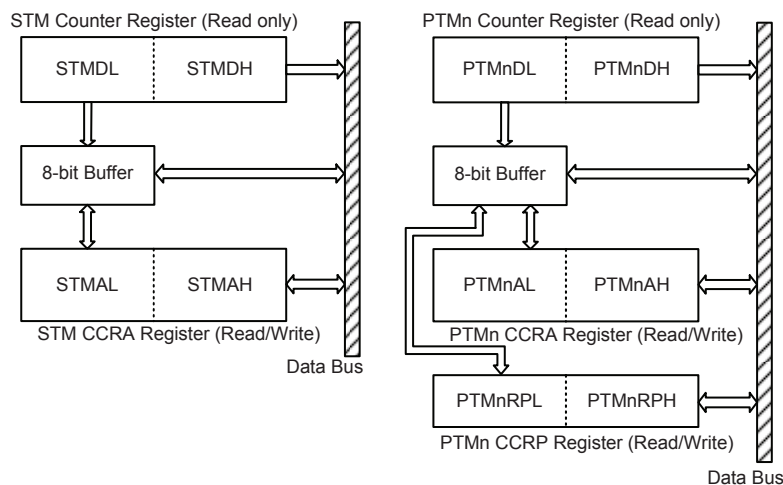 STM Counter Register (Read only)
STMDL
STMDH
8-bit Buffer
STMAL
STMAH
STM CCRA Register (Read/Write)
Data Bus
PTMn Counter Register (Read only)
PTMnDL
PTMnDH
8-bit Buffer
PTMnAL
PTMnAH
PTMn CCRA Register (Read/Write)
PTMnRPL
PTMnRPH
PTMn CCRP Register (Read/Write)
Data Bus